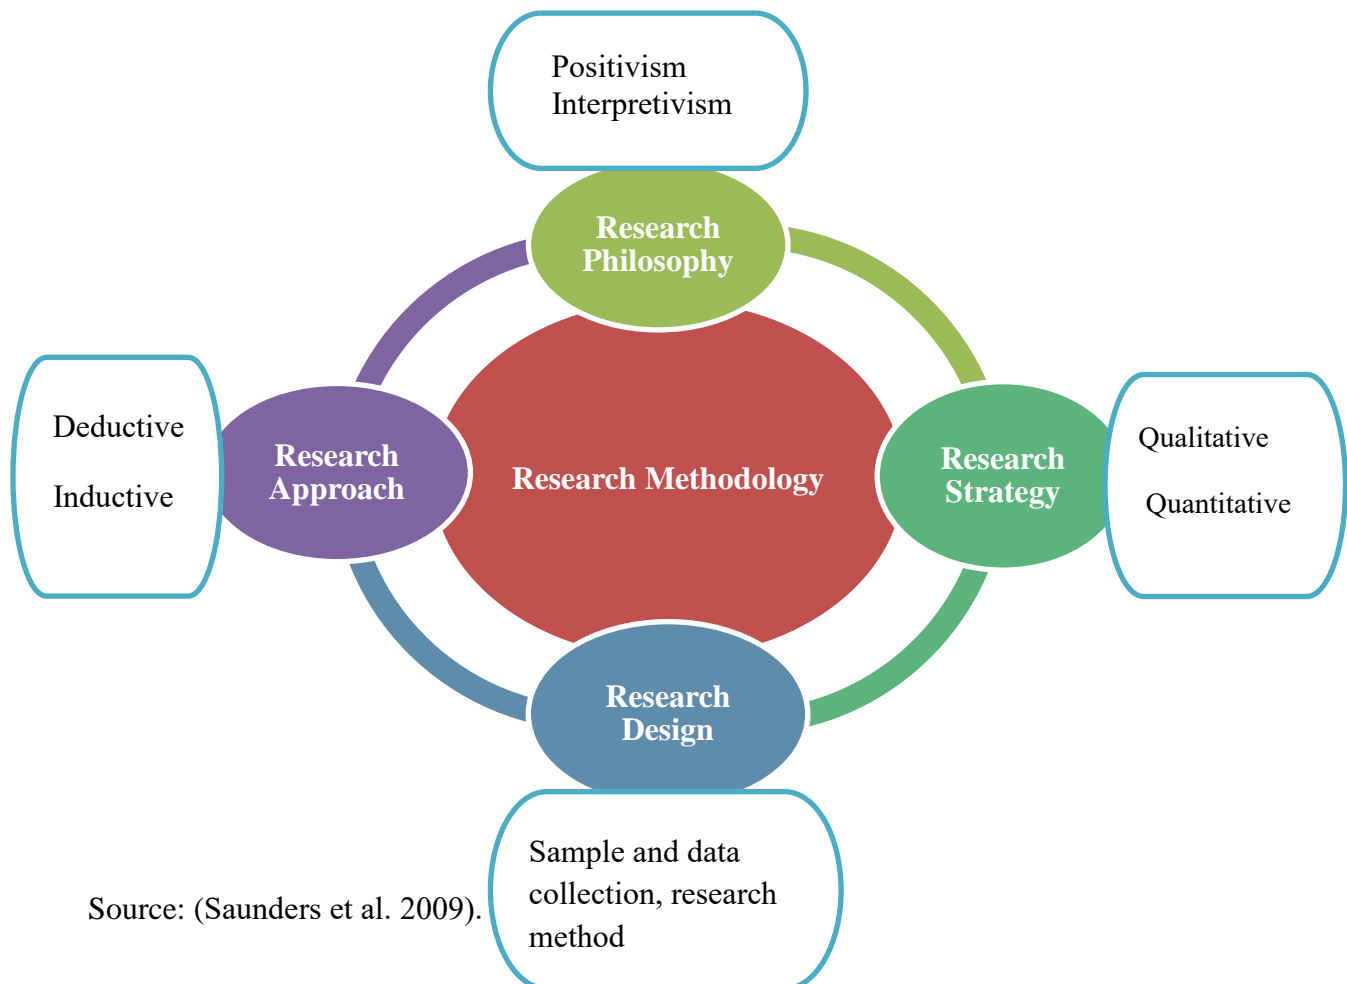 Positivism
Interpretivism
Research
Philosophy
Deductive
Inductive
Research
Approach
Research Methodology
Research
Strategy
Qualitative
Quantitative
Research
Design
Sample and data
collection, research
method
Source: (Saunders et al. 2009).